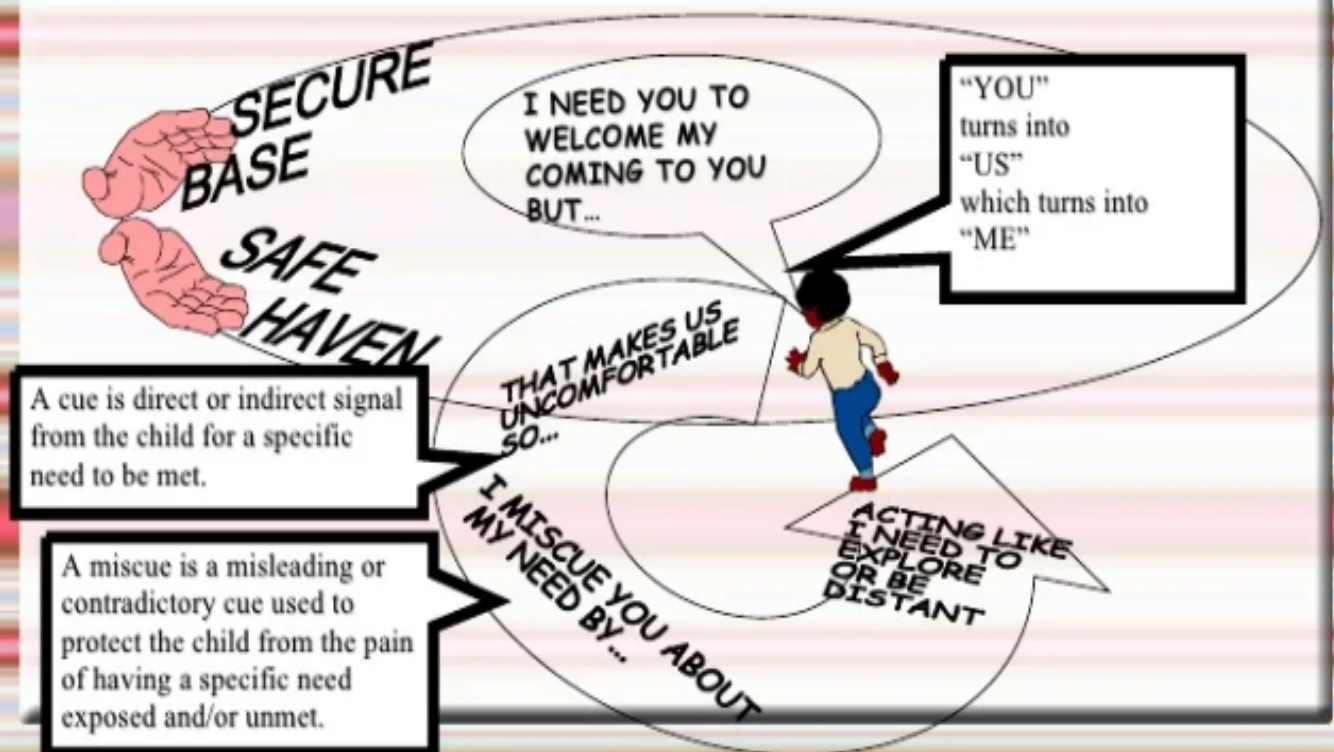 SECURE
BASE
SAFE
HAVEN
I NEED YOU TO
WELCOME MY
COMING TO YOU
BUT...
“YOU”
turns into
“US”
which turns into
“ME”
THAT MAKES US
UNCOMFORTABLE
SO...
A cue is direct or indirect signal
from the child for a specific
need to be met.
I MISCUE YOU ABOUT
MY NEED BY...
A miscue is a misleading or
contradictory cue used to
protect the child from the pain
of having a specific need
exposed and/or unmet.
ACTING LIKE
I NEED TO
EXPLORE
OR BE
DISTANT